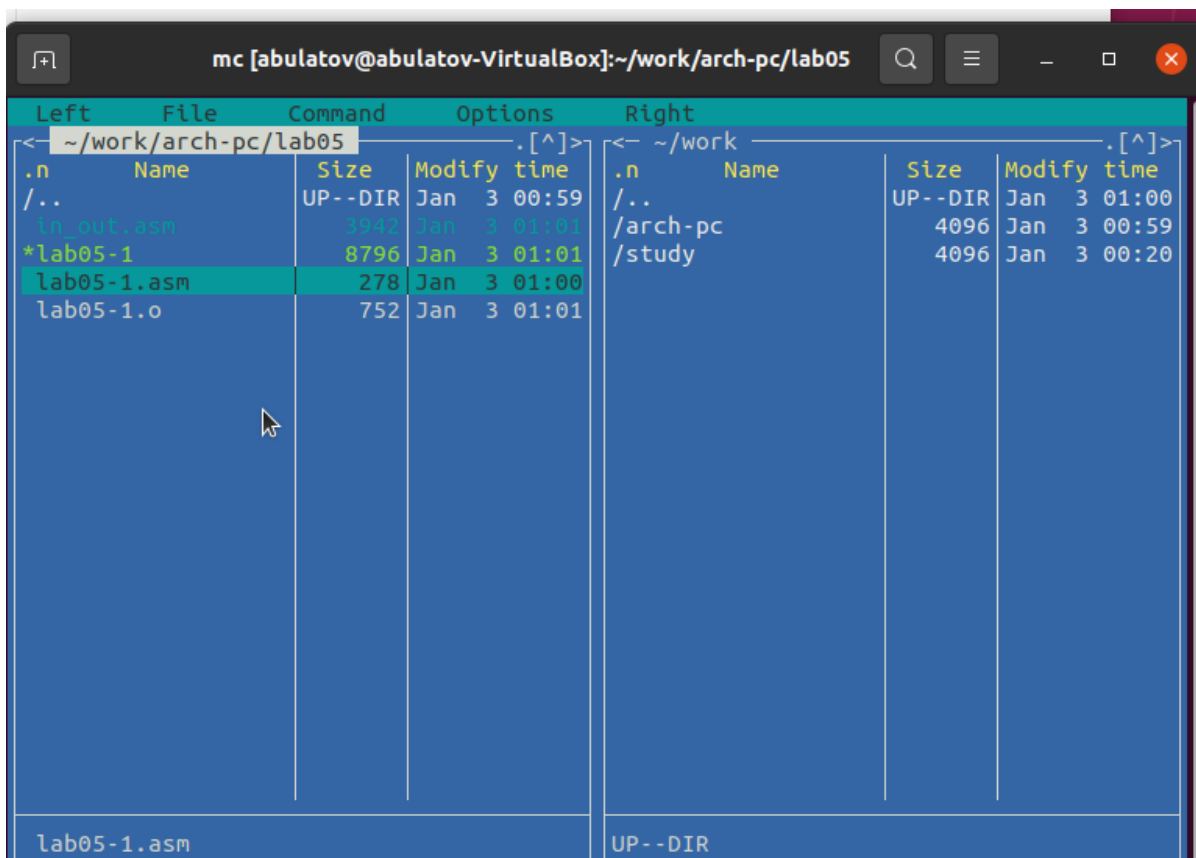 mc [abulatov@abulatov-VirtualBox]:~/work/arch-pc/lab05
Left File Command Options Right
<─ ~/work/arch-pc/lab05 ─.[^]>
.n Name Size Modify time
/.. UP--DIR Jan 3 00:59
in_out.asm 3942 Jan 3 01:01
*lab05-1 8796 Jan 3 01:01
lab05-1.asm 278 Jan 3 01:00
lab05-1.o 752 Jan 3 01:01
lab05-1.asm
<─ ~/work ─.[^]>
.n Name Size Modify time
/.. UP--DIR Jan 3 01:00
/arch-pc 4096 Jan 3 00:59
/study 4096 Jan 3 00:20
UP--DIR